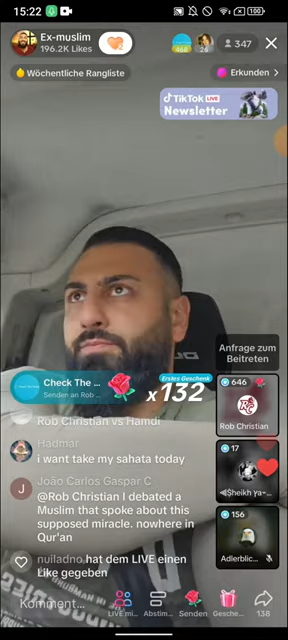 15:22
100
Ex-muslim
196.2K Likes
468
26
347
Wöchentliche Rangliste
Erkunden >
TikTok LIVE
Newsletter
Anfrage zum
Beitreten
Erstes Geschenk
Check The ...
Senden an Rob
x132
646
Rob Christian
Rob Christian vs Hamdi
Hadmar
i want take my sahata today
17
J
João Carlos Gaspar C
@Rob Christian I debated a
Muslim that spoke about this
supposed miracle. nowhere in
Qur'an
156
Adlerblic...
nuiladno hat dem LIVE einen
Like gegeben
Komment...
LIVE mi...
Abstim...
Senden
Gesche...
138